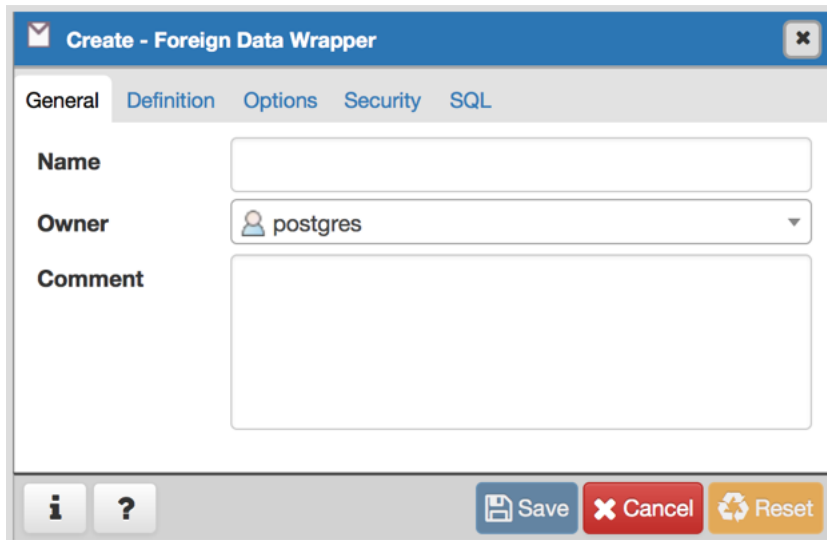 Create - Foreign Data Wrapper
General Definition Options Security SQL
Name
Owner postgres
Comment
i ? Save Cancel Reset